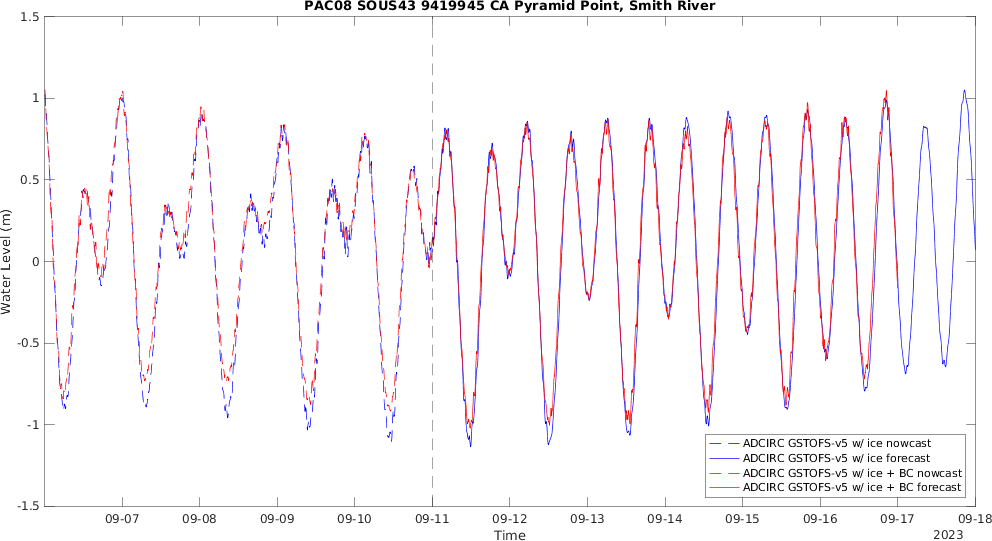 PAC08 SOUS43 9419945 CA Pyramid Point, Smith River
1.5
1
0.5
0
-0.5
-1
-1.5
Water Level (m)
09-07 09-08 09-09 09-10 09-11 09-12 09-13 09-14 09-15 09-16 09-17 09-18
Time
2023
ADCIRC GSTOFS-v5 w/ ice nowcast
ADCIRC GSTOFS-v5 w/ ice forecast
ADCIRC GSTOFS-v5 w/ ice + BC nowcast
ADCIRC GSTOFS-v5 w/ ice + BC forecast